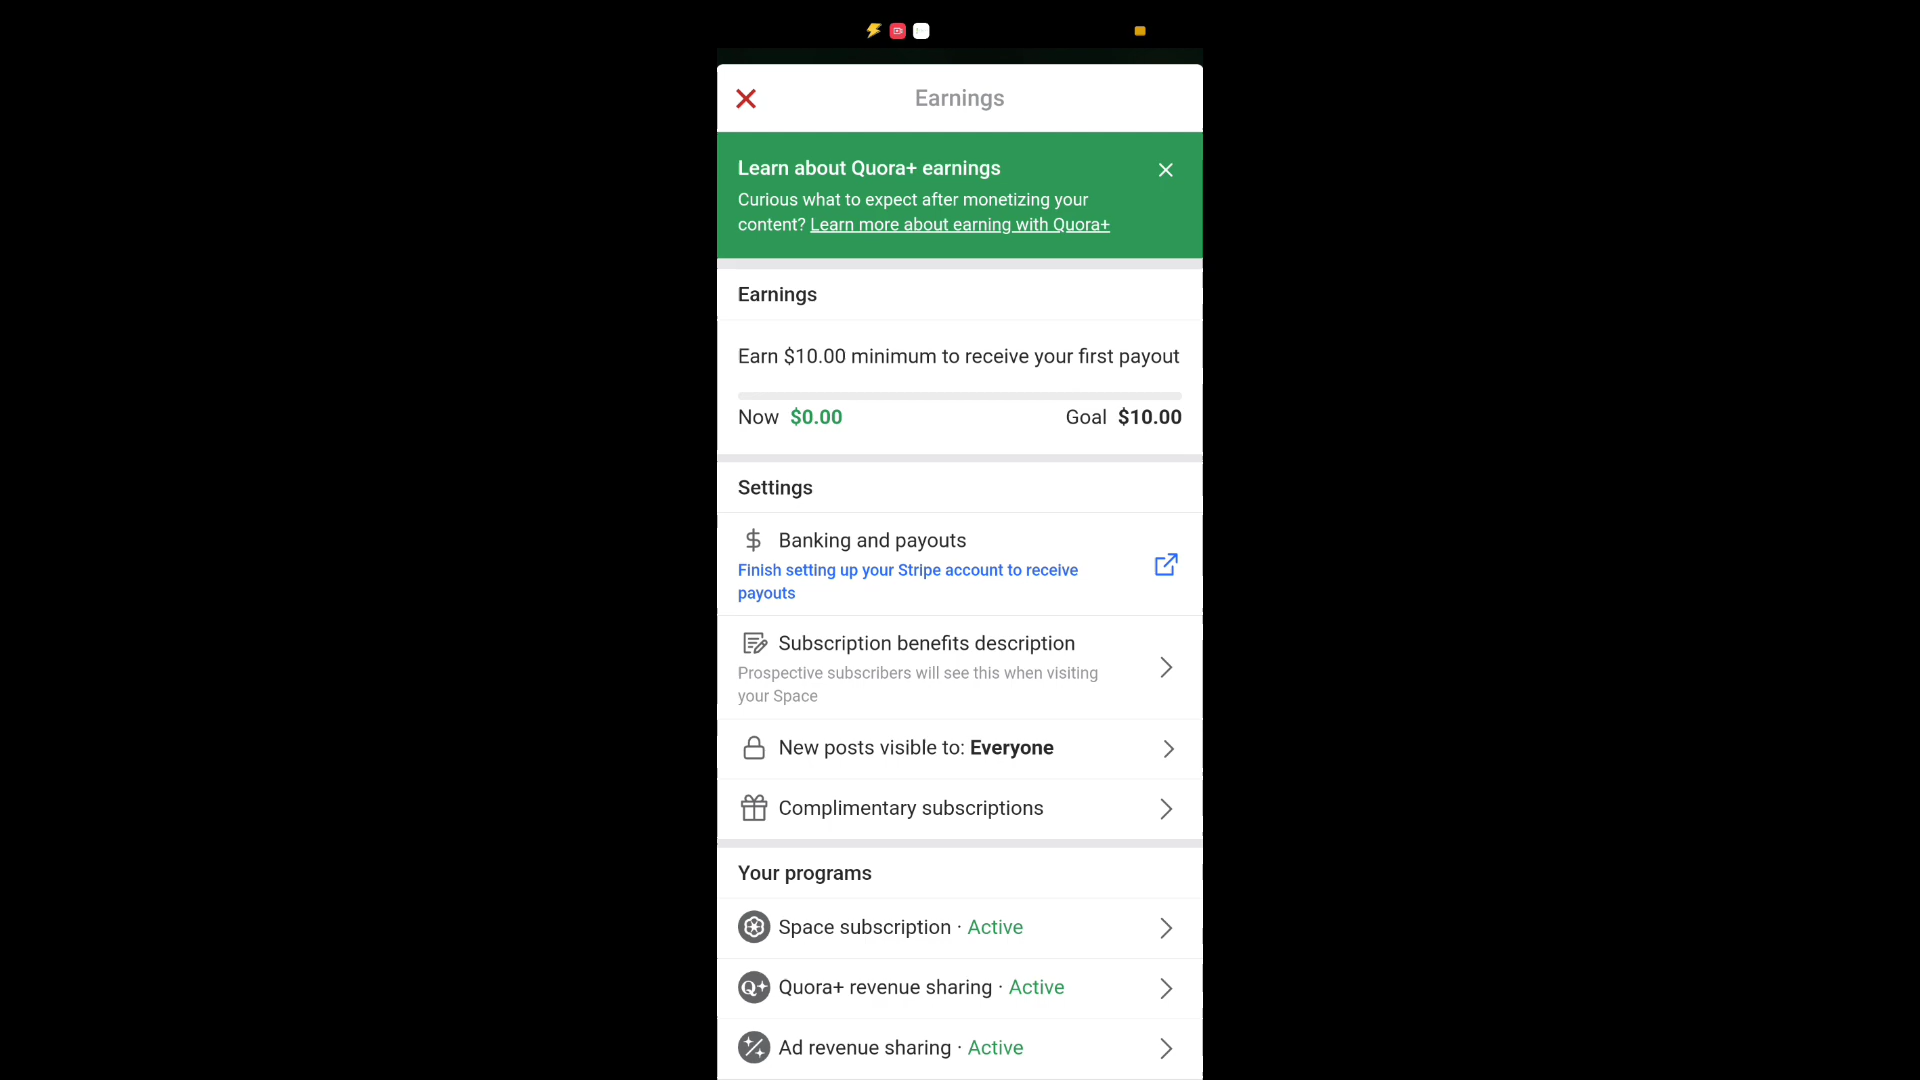 Earnings
Learn about Quora+ earnings
Curious what to expect after monetizing your
content? Learn more about earning with Quora+
Earnings
Earn $10.00 minimum to receive your first payout
Now $0.00 Goal $10.00
Settings
Banking and payouts
Finish setting up your Stripe account to receive
payouts
Subscription benefits description
Prospective subscribers will see this when visiting
your Space
New posts visible to: Everyone
Complimentary subscriptions
Your programs
Space subscription · Active
Q+ Quora+ revenue sharing · Active
Ad revenue sharing · Active